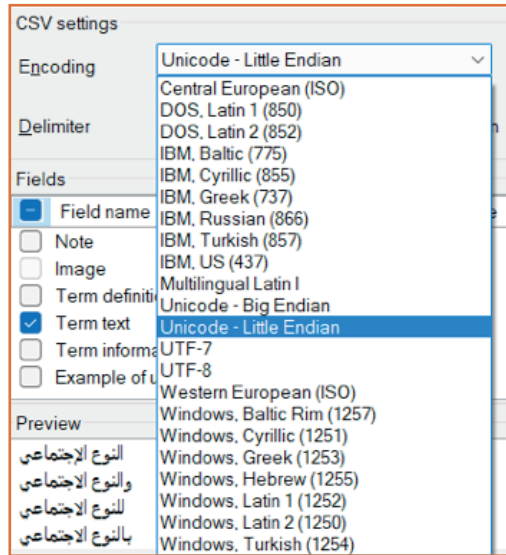 CSV settings
Encoding
Unicode - Little Endian
Central European (ISO)
DOS, Latin 1 (850)
DOS, Latin 2 (852)
IBM, Baltic (775)
IBM, Cyrillic (855)
IBM, Greek (737)
IBM, Russian (866)
IBM, Turkish (857)
IBM, US (437)
Multilingual Latin I
Unicode - Big Endian
Unicode - Little Endian
UTF-7
UTF-8
Western European (ISO)
Windows, Baltic Rim (1257)
Windows, Cyrillic (1251)
Windows, Greek (1253)
Windows, Hebrew (1255)
Windows, Latin 1 (1252)
Windows, Latin 2 (1250)
Windows, Turkish (1254)
Delimiter
Fields
Field name
Note
Image
Term definiti
Term text
Term informa
Example of u
Preview
النوع الإجتماعي
والنوع الاجتماعي
للنوع الاجتماعي
بالنوع الاجتماعي